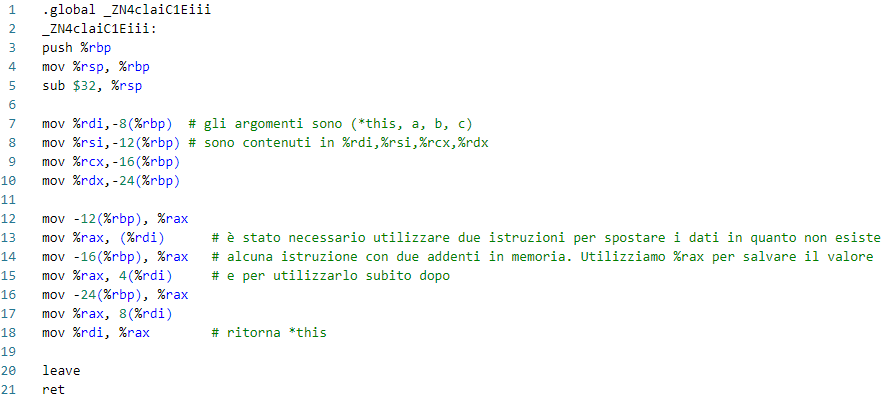 1 .global _ZN4claiC1Eiii
2 _ZN4claiC1Eiii:
3 push %rbp
4 mov %rsp, %rbp
5 sub $32, %rsp
6
7 mov %rdi,-8(%rbp) # gli argomenti sono (*this, a, b, c)
8 mov %rsi,-12(%rbp) # sono contenuti in %rdi,%rsi,%rcx,%rdx
9 mov %rcx,-16(%rbp)
10 mov %rdx,-24(%rbp)
11
12 mov -12(%rbp), %rax
13 mov %rax, (%rdi) # è stato necessario utilizzare due istruzioni per spostare i dati in quanto non esiste
14 mov -16(%rbp), %rax # alcuna istruzione con due addenti in memoria. Utilizziamo %rax per salvare il valore
15 mov %rax, 4(%rdi) # e per utilizzarlo subito dopo
16 mov -24(%rbp), %rax
17 mov %rax, 8(%rdi)
18 mov %rdi, %rax # ritorna *this
19
20 leave
21 ret